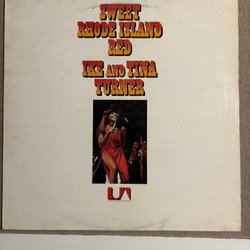 SWEET
RHODE ISLAND
RED
IKE AND TINA
TURNER
UA